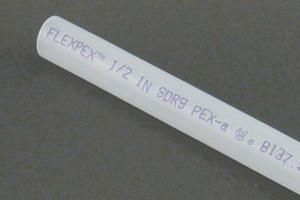 FLEXPEX™ 1/2 IN SDR9 PEX-a ® B137.